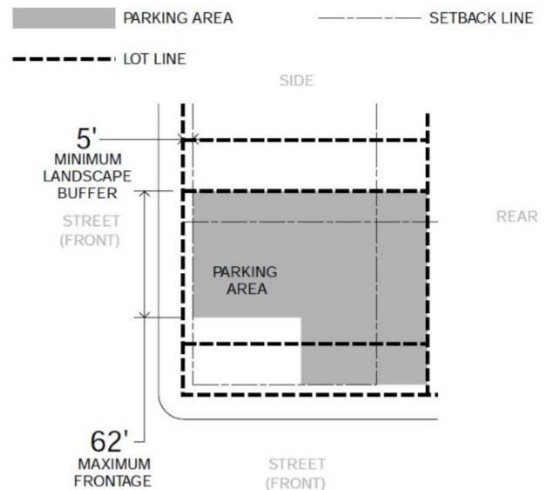 PARKING AREA
SETBACK LINE
LOT LINE
SIDE
5'
MINIMUM
LANDSCAPE
BUFFER
STREET
(FRONT)
REAR
PARKING
AREA
62'
MAXIMUM
FRONTAGE
STREET
(FRONT)